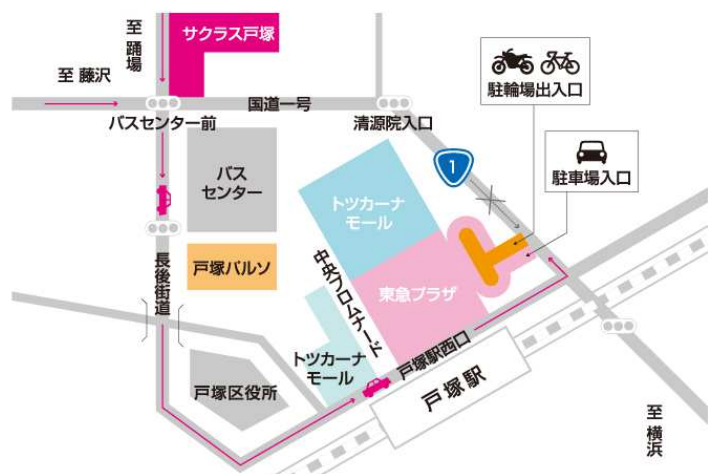 至 踊場
サクラス戸塚
至 藤沢
国道一号
バスセンター前
清源院入口
駐輪場出入口
1
駐車場入口
バス
センター
トツカーナ
モール
戸塚パルソ
長後街道
中央プロムナード
東急プラザ
トツカーナ
モール
戸塚駅西口
戸塚区役所
戸塚駅
至 横浜